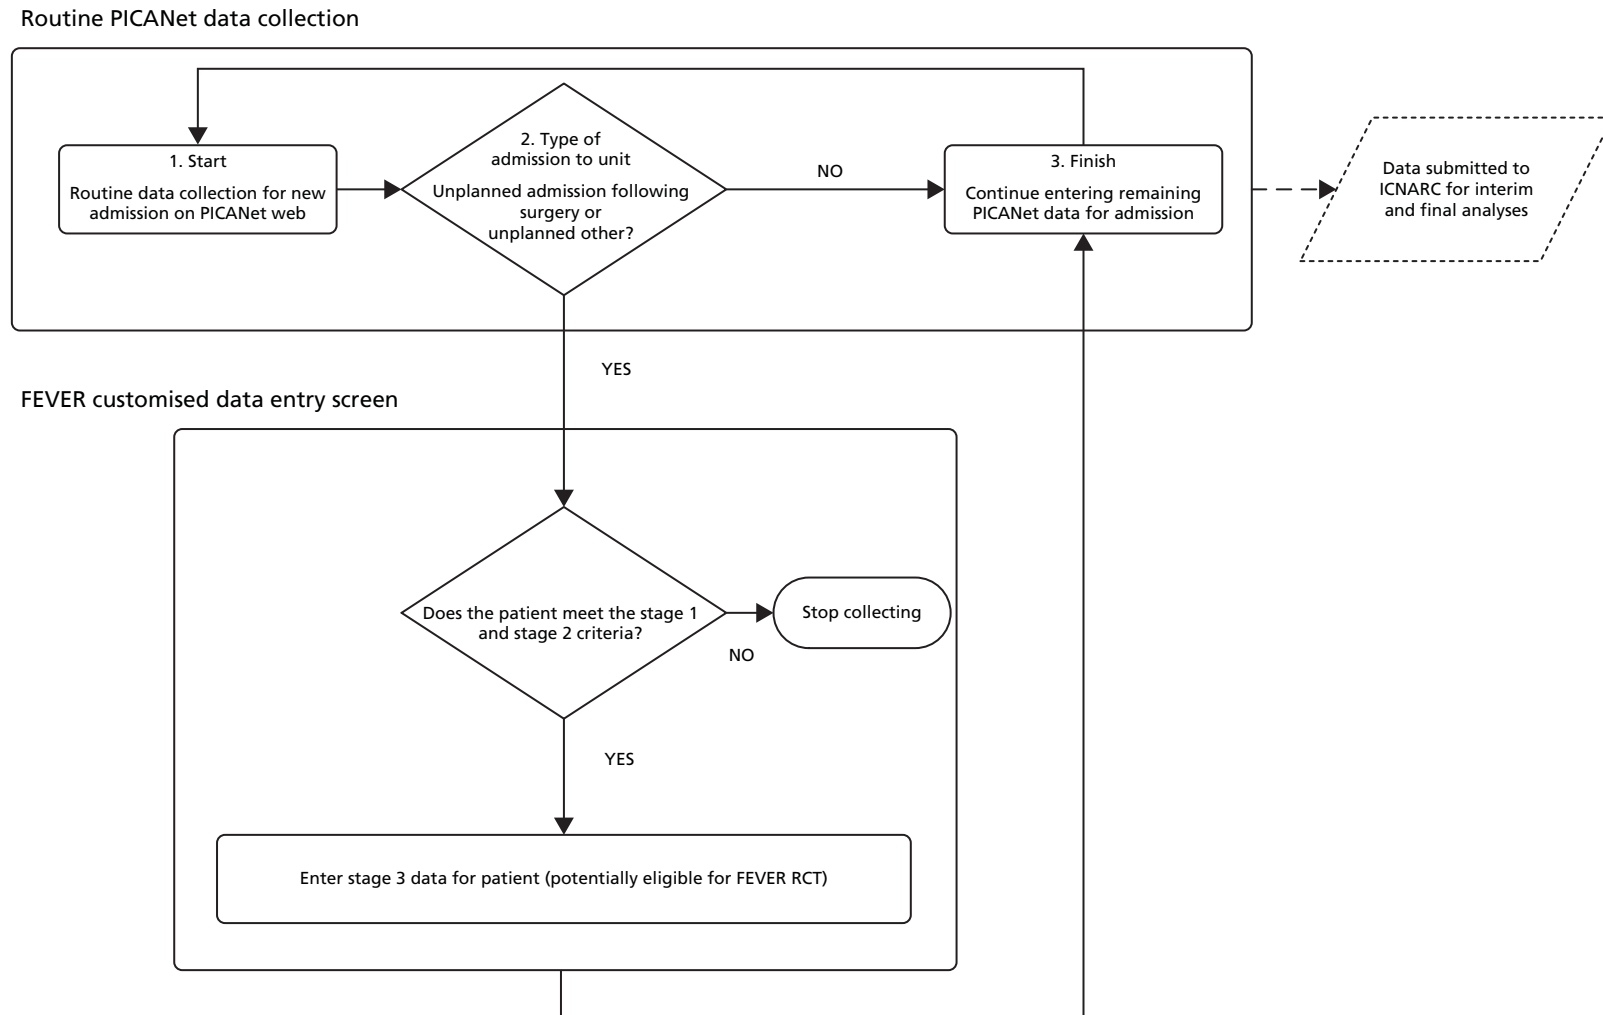 Routine PICANet data collection
1. Start
Routine data collection for new
admission on PICANet web
2. Type of
admission to unit
Unplanned admission following
surgery or
unplanned other?
NO
3. Finish
Continue entering remaining
PICANet data for admission
Data submitted to
ICNARC for interim
and final analyses
YES
FEVER customised data entry screen
Does the patient meet the stage 1
and stage 2 criteria?
NO
Stop collecting
YES
Enter stage 3 data for patient (potentially eligible for FEVER RCT)